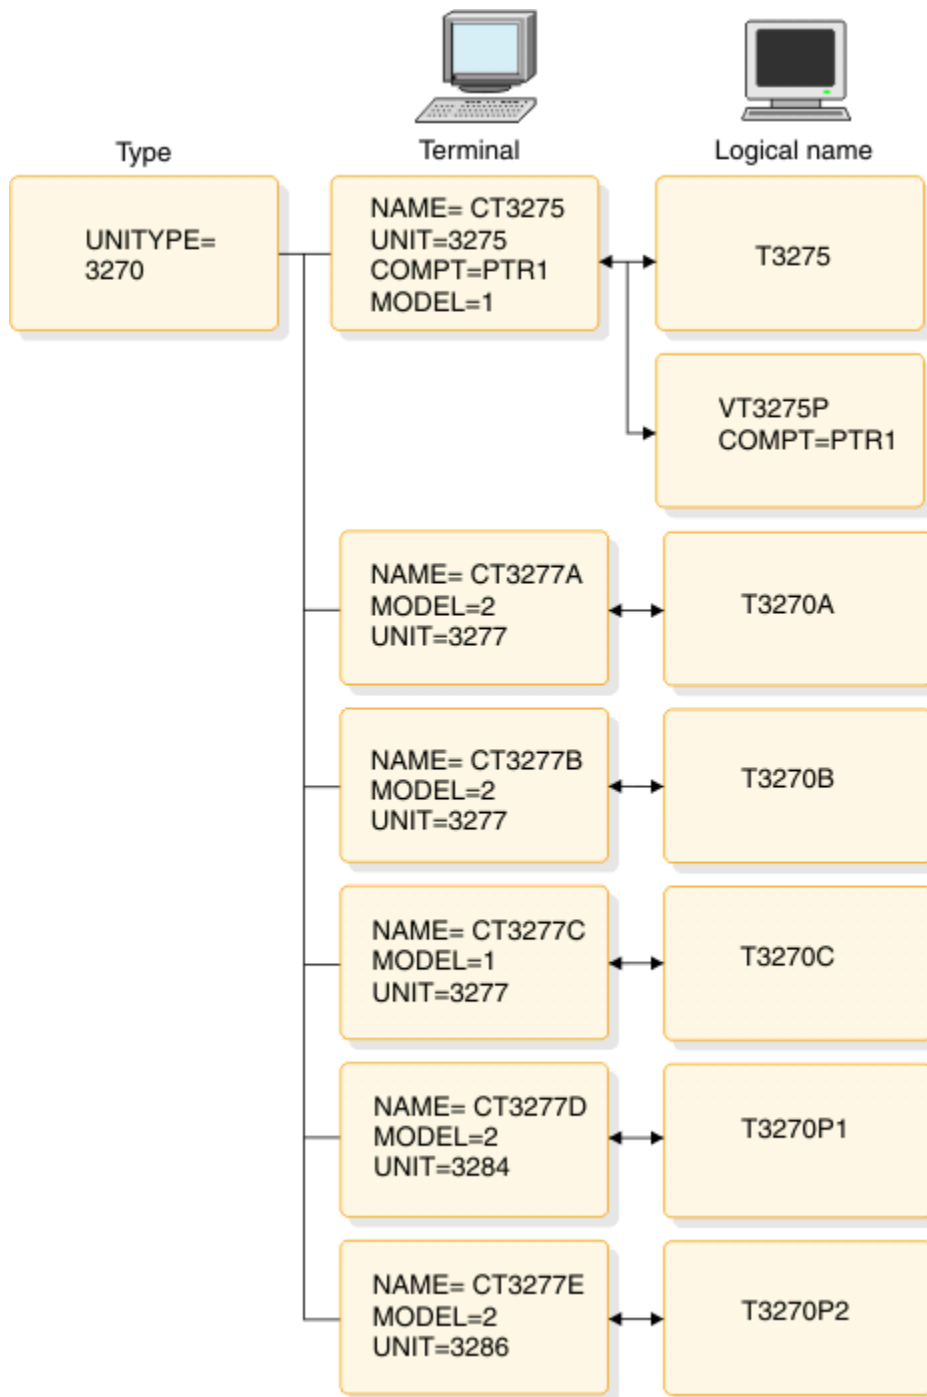 Type
Terminal
Logical name
UNITYPE=
3270
NAME= CT3275
UNIT=3275
COMPT=PTR1
MODEL=1
T3275
VT3275P
COMPT=PTR1
NAME= CT3277A
MODEL=2
UNIT=3277
T3270A
NAME= CT3277B
MODEL=2
UNIT=3277
T3270B
NAME= CT3277C
MODEL=1
UNIT=3277
T3270C
NAME= CT3277D
MODEL=2
UNIT=3284
T3270P1
NAME= CT3277E
MODEL=2
UNIT=3286
T3270P2